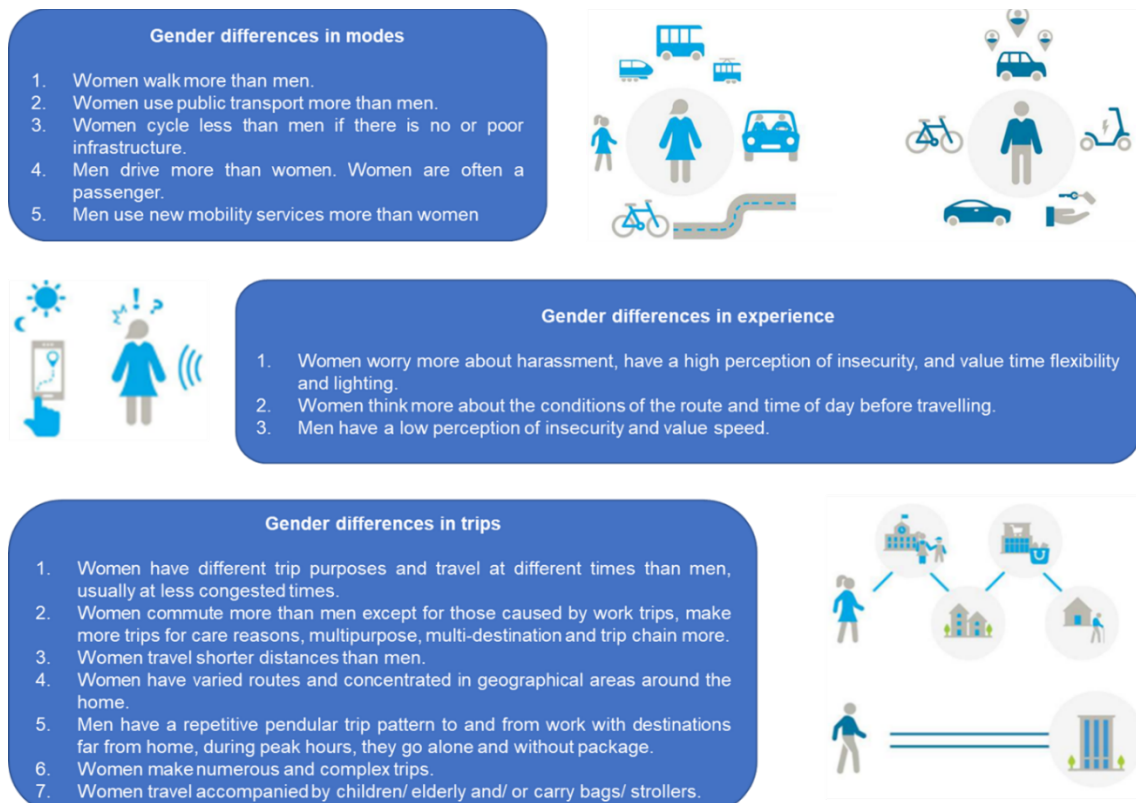 Gender differences in modes
1. Women walk more than men.
2. Women use public transport more than men.
3. Women cycle less than men if there is no or poor
infrastructure.
4. Men drive more than women. Women are often a
passenger.
5. Men use new mobility services more than women
Gender differences in experience
1. Women worry more about harassment, have a high perception of insecurity, and value time flexibility
and lighting.
2. Women think more about the conditions of the route and time of day before travelling.
3. Men have a low perception of insecurity and value speed.
Gender differences in trips
1. Women have different trip purposes and travel at different times than men,
usually at less congested times.
2. Women commute more than men except for those caused by work trips, make
more trips for care reasons, multipurpose, multi-destination and trip chain more.
3. Women travel shorter distances than men.
4. Women have varied routes and concentrated in geographical areas around the
home.
5. Men have a repetitive pendular trip pattern to and from work with destinations
far from home, during peak hours, they go alone and without package.
6. Women make numerous and complex trips.
7. Women travel accompanied by children/ elderly and/ or carry bags/ strollers.